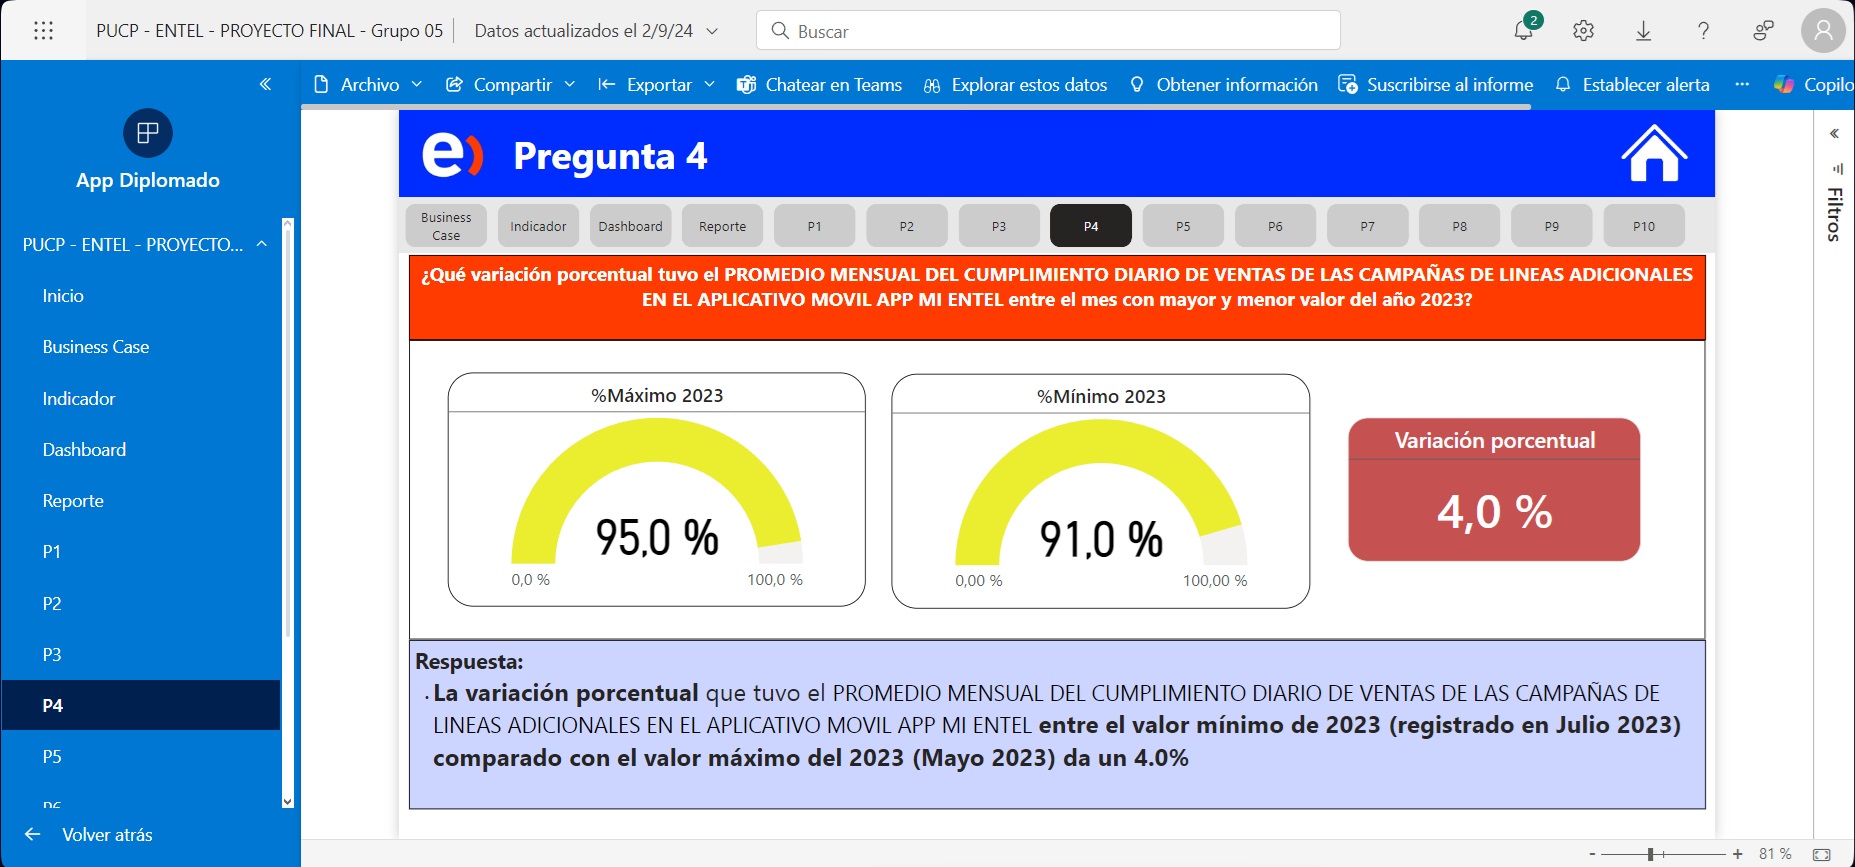 PUCP - ENTEL - PROYECTO FINAL - Grupo 05 Datos actualizados el 2/9/24
Buscar
2
Archivo Compartir Exportar Chatear en Teams Explorar estos datos Obtener información Suscribirse al informe Establecer alerta ... Copilo
App Diplomado
PUCP - ENTEL - PROYECTO...
Inicio
Business Case
Indicador
Dashboard
Reporte
P1
P2
P3
P4
P5
P6
Volver atrás
e) Pregunta 4
Business
Case
Indicador Dashboard Reporte P1 P2 P3 P4 P5 P6 P7 P8 P9 P10
¿Qué variación porcentual tuvo el PROMEDIO MENSUAL DEL CUMPLIMIENTO DIARIO DE VENTAS DE LAS CAMPAÑAS DE LINEAS ADICIONALES
EN EL APLICATIVO MOVIL APP MI ENTEL entre el mes con mayor y menor valor del año 2023?
%Máximo 2023
95,0 %
0,0 % 100,0 %
%Mínimo 2023
91,0 %
0,00 % 100,00 %
Variación porcentual
4,0 %
Respuesta:
. La variación porcentual que tuvo el PROMEDIO MENSUAL DEL CUMPLIMIENTO DIARIO DE VENTAS DE LAS CAMPAÑAS DE
LINEAS ADICIONALES EN EL APLICATIVO MOVIL APP MI ENTEL entre el valor mínimo de 2023 (registrado en Julio 2023)
comparado con el valor máximo del 2023 (Mayo 2023) da un 4.0%
Filtros
- + 81 %